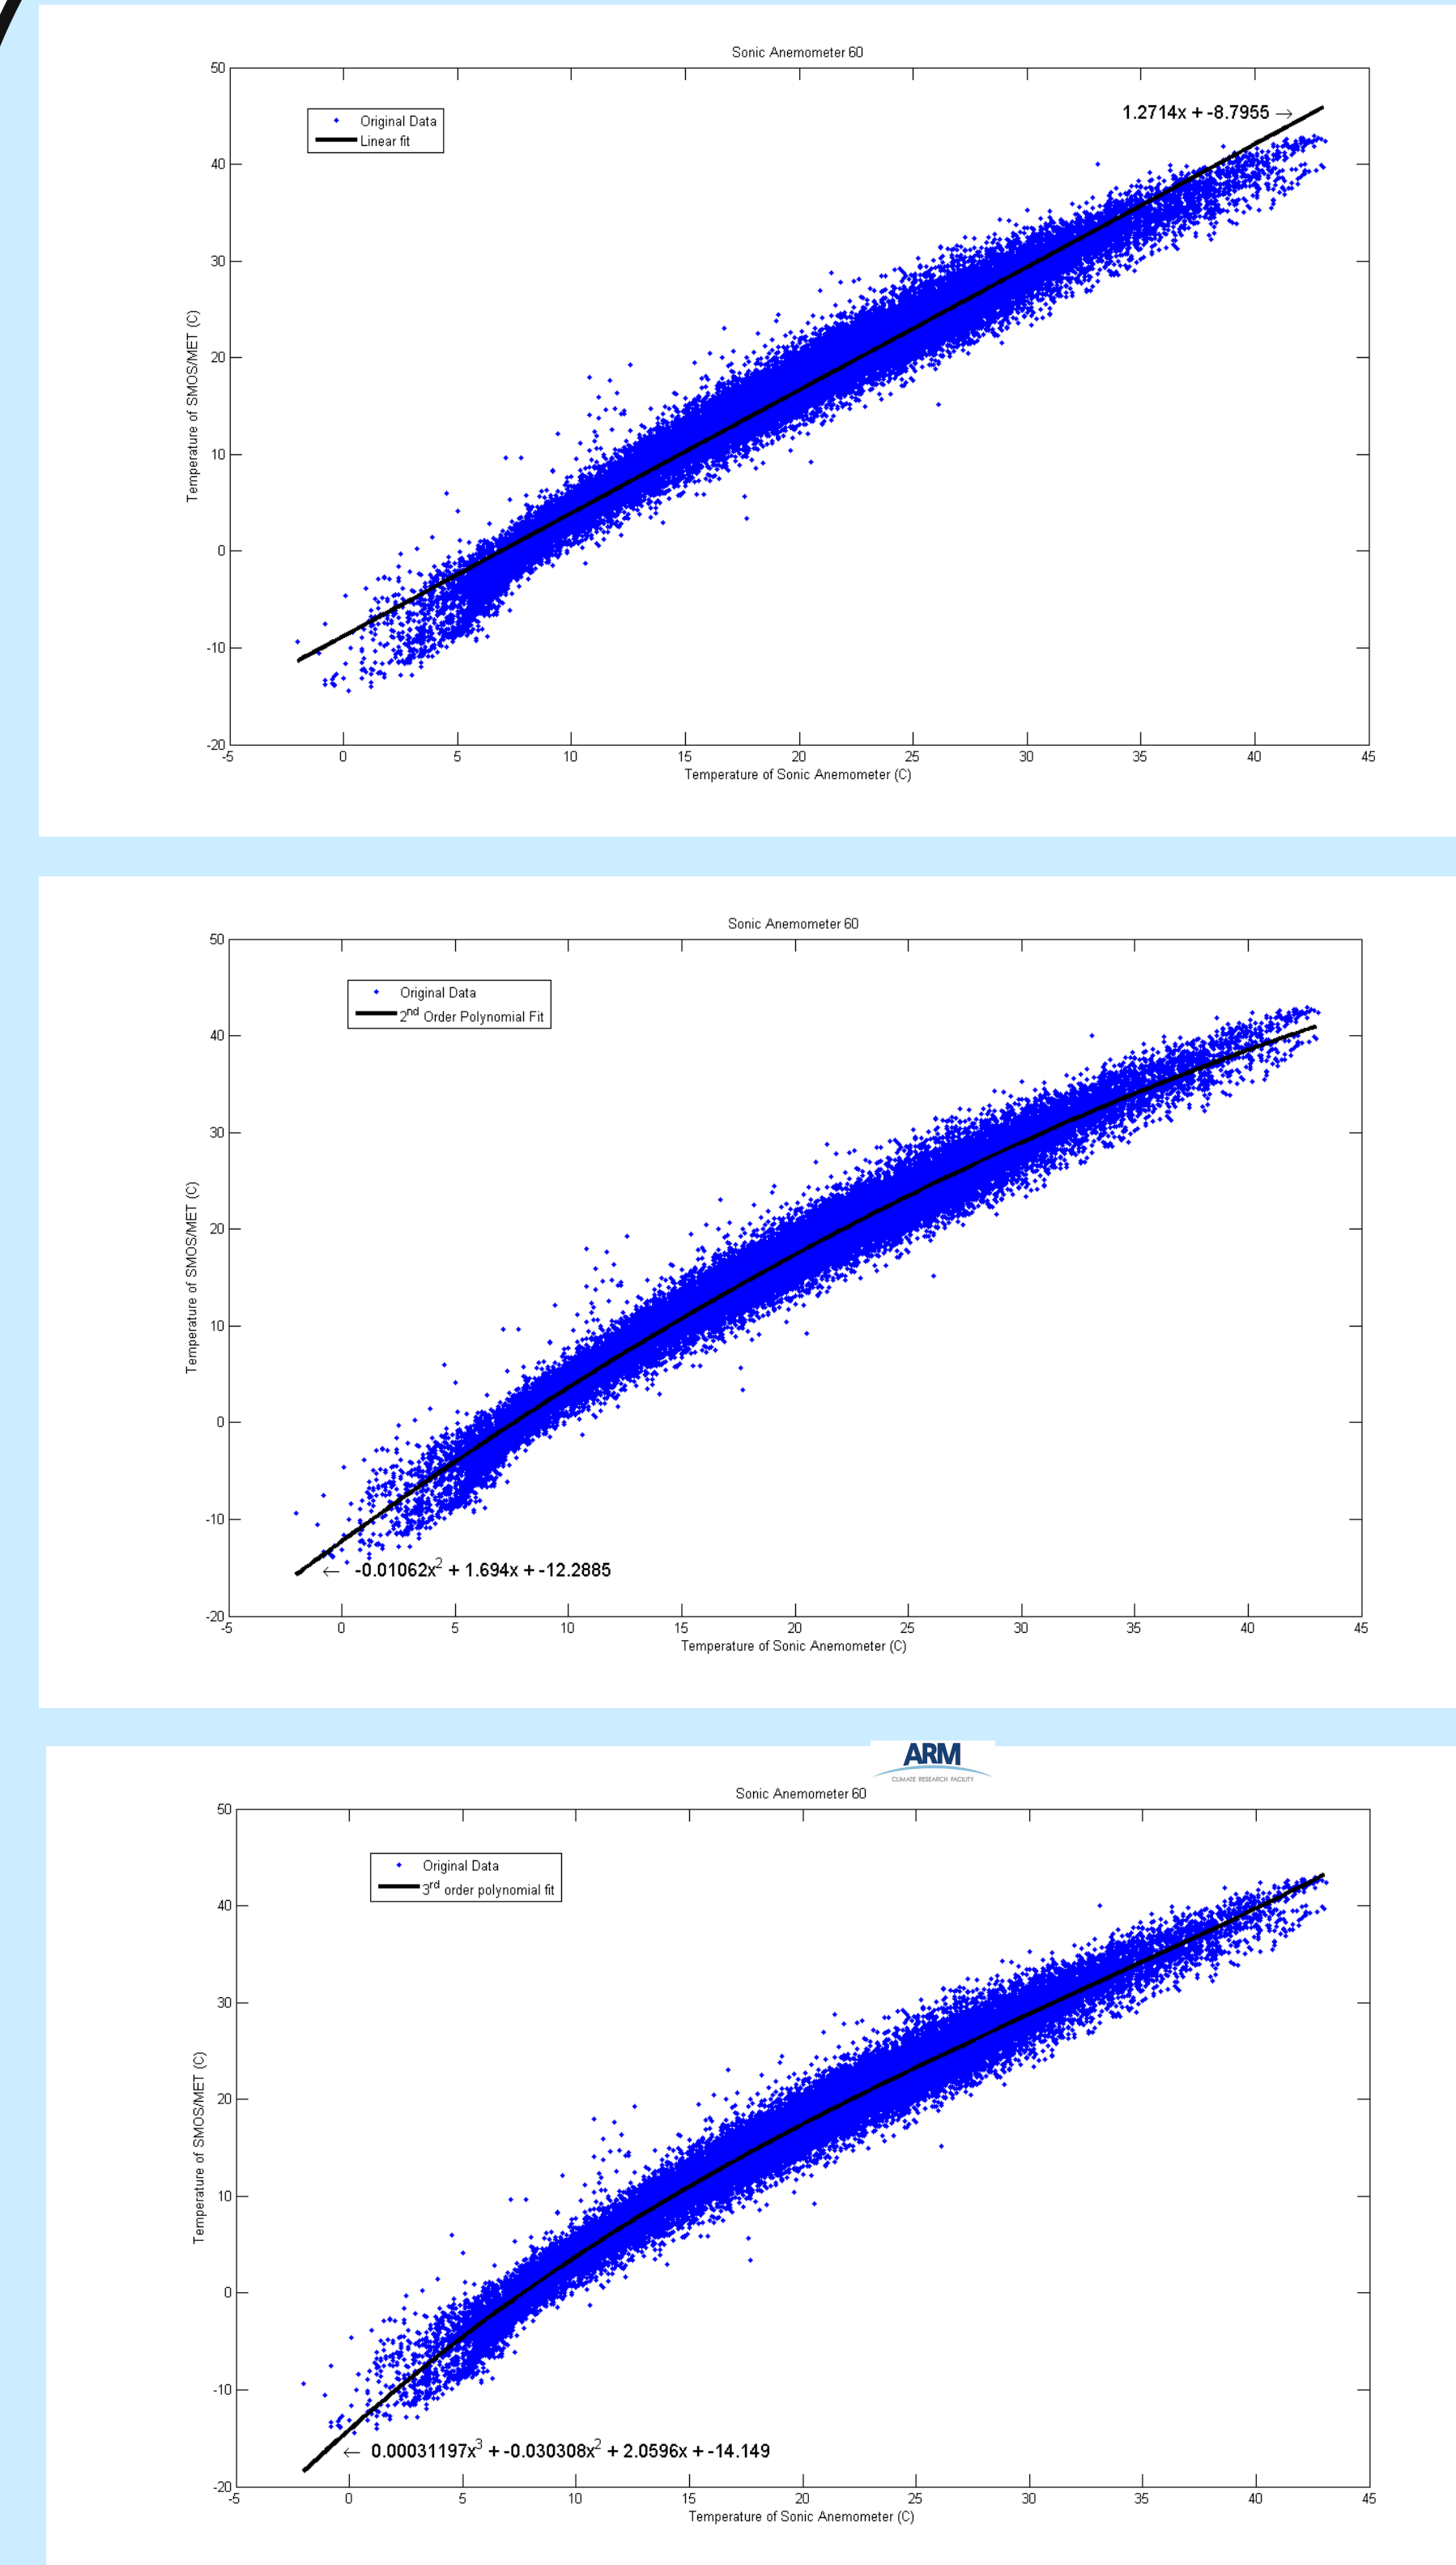 Sonic Anemometer 60
50
40
30
20
10
0
-10
-20
Temperature of SMOS/MET (C)
Original Data
Linear fit
1.2714x + -8.7955 →
-5 0 5 10 15 20 25 30 35 40 45
Temperature of Sonic Anemometer (C)
Sonic Anemometer 60
50
40
30
20
10
0
-10
-20
Temperature of SMOS/MET (C)
Original Data
2nd Order Polynomial Fit
← -0.01062x² + 1.694x + -12.2885
-5 0 5 10 15 20 25 30 35 40 45
Temperature of Sonic Anemometer (C)
ARM
CLIMATE RESEARCH FACILITY
Sonic Anemometer 60
50
40
30
20
10
0
-10
-20
Temperature of SMOS/MET (C)
Original Data
3rd order polynomial fit
← 0.00031197x³ + -0.030308x² + 2.0596x + -14.149
-5 0 5 10 15 20 25 30 35 40 45
Temperature of Sonic Anemometer (C)